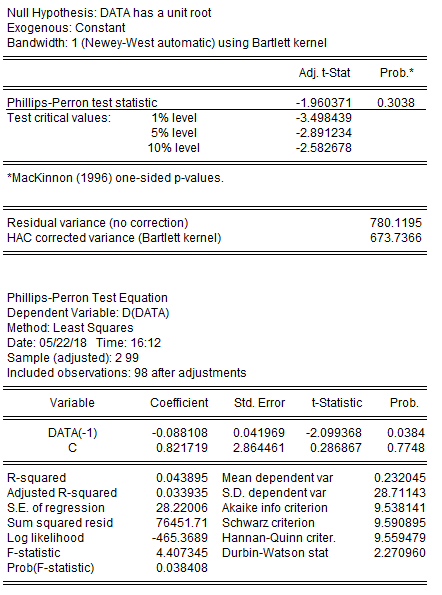 Null Hypothesis: DATA has a unit root
Exogenous: Constant
Bandwidth: 1 (Newey-West automatic) using Bartlett kernel
Adj. t-Stat Prob.*
Phillips-Perron test statistic -1.960371 0.3038
Test critical values: 1% level -3.498439
5% level -2.891234
10% level -2.582678
*MacKinnon (1996) one-sided p-values.
Residual variance (no correction) 780.1195
HAC corrected variance (Bartlett kernel) 673.7366
Phillips-Perron Test Equation
Dependent Variable: D(DATA)
Method: Least Squares
Date: 05/22/18 Time: 16:12
Sample (adjusted): 2 99
Included observations: 98 after adjustments
Variable Coefficient Std. Error t-Statistic Prob.
DATA(-1) -0.088108 0.041969 -2.099368 0.0384
C 0.821719 2.864461 0.286867 0.7748
R-squared 0.043895 Mean dependent var 0.232045
Adjusted R-squared 0.033935 S.D. dependent var 28.71143
S.E. of regression 28.22006 Akaike info criterion 9.538141
Sum squared resid 76451.71 Schwarz criterion 9.590895
Log likelihood -465.3689 Hannan-Quinn criter. 9.559479
F-statistic 4.407345 Durbin-Watson stat 2.270960
Prob(F-statistic) 0.038408